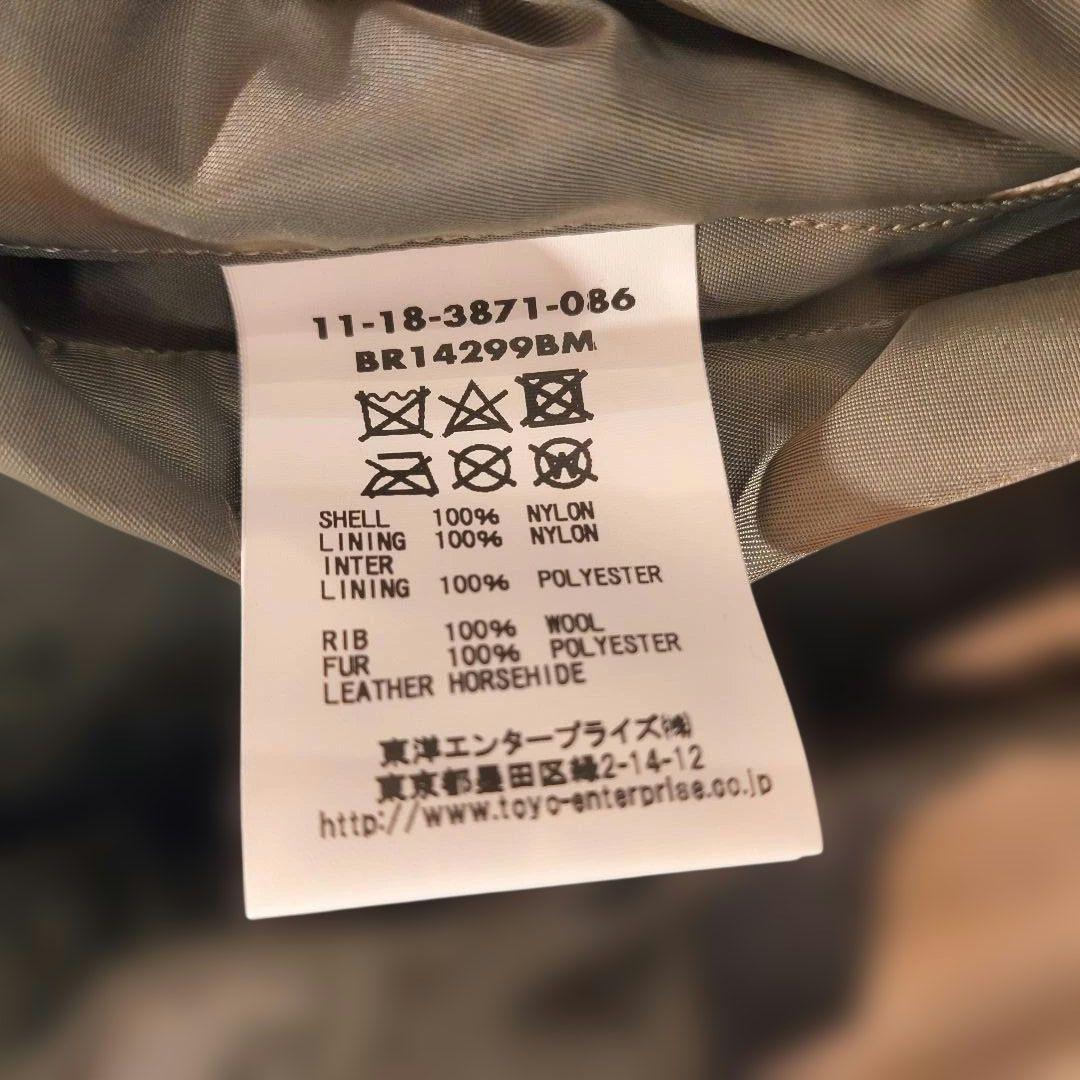 11-18-3871-086
BR14299BM
SHELL 100% NYLON
LINING 100% NYLON
INTER
LINING 100% POLYESTER
RIB 100% WOOL
FUR 100% POLYESTER
LEATHER HORSEHIDE
東洋エンタープライズ㈱
東京都墨田区緑2-14-12
http://www.toyo-enterprise.co.jp